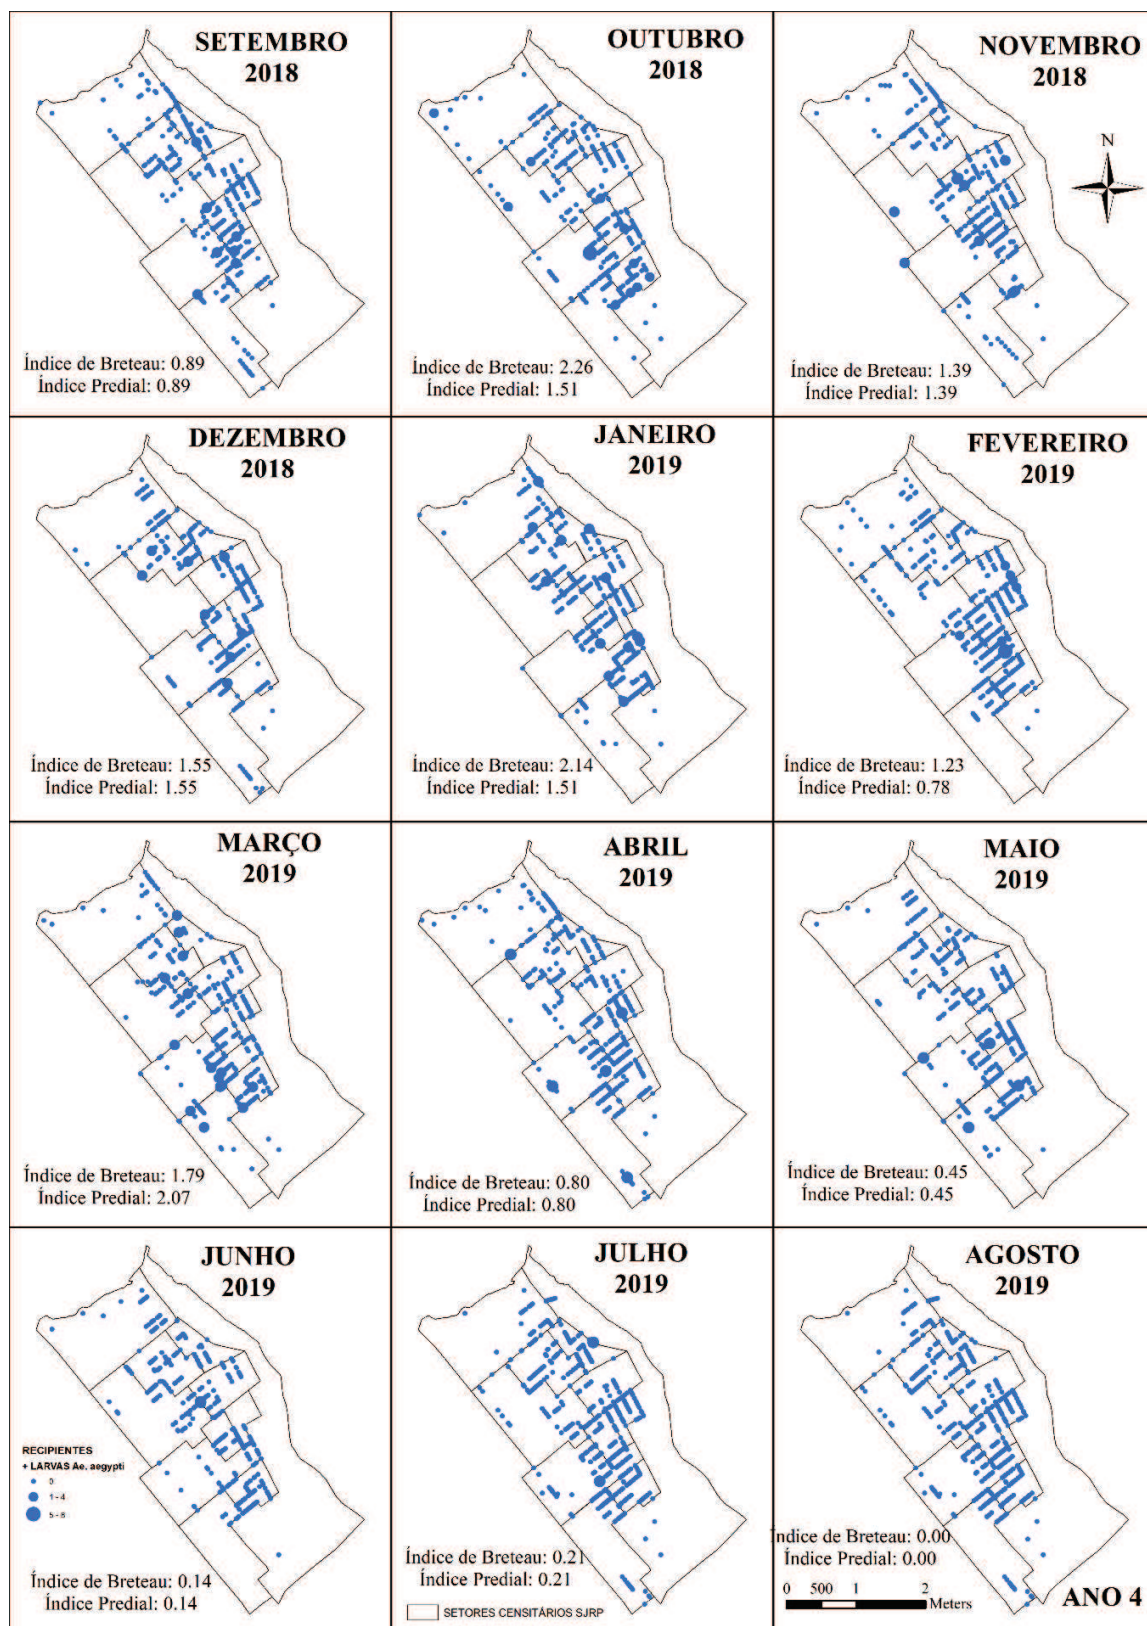 SETEMBRO
2018
Índice de Breteau: 0.89
Índice Predial: 0.89
OUTUBRO
2018
Índice de Breteau: 2.26
Índice Predial: 1.51
NOVEMBRO
2018
N
Índice de Breteau: 1.39
Índice Predial: 1.39
DEZEMBRO
2018
Índice de Breteau: 1.55
Índice Predial: 1.55
JANEIRO
2019
Índice de Breteau: 2.14
Índice Predial: 1.51
FEVEREIRO
2019
Índice de Breteau: 1.23
Índice Predial: 0.78
MARÇO
2019
Índice de Breteau: 1.79
Índice Predial: 2.07
ABRIL
2019
Índice de Breteau: 0.80
Índice Predial: 0.80
MAIO
2019
Índice de Breteau: 0.45
Índice Predial: 0.45
JUNHO
2019
RECIPIENTES
+ LARVAS Ae. aegypti
0
1 - 4
5 - 8
Índice de Breteau: 0.14
Índice Predial: 0.14
JULHO
2019
Índice de Breteau: 0.21
Índice Predial: 0.21
SETORES CENSITÁRIOS SJRP
AGOSTO
2019
Índice de Breteau: 0.00
Índice Predial: 0.00
0 500 1 2
Meters
ANO 4